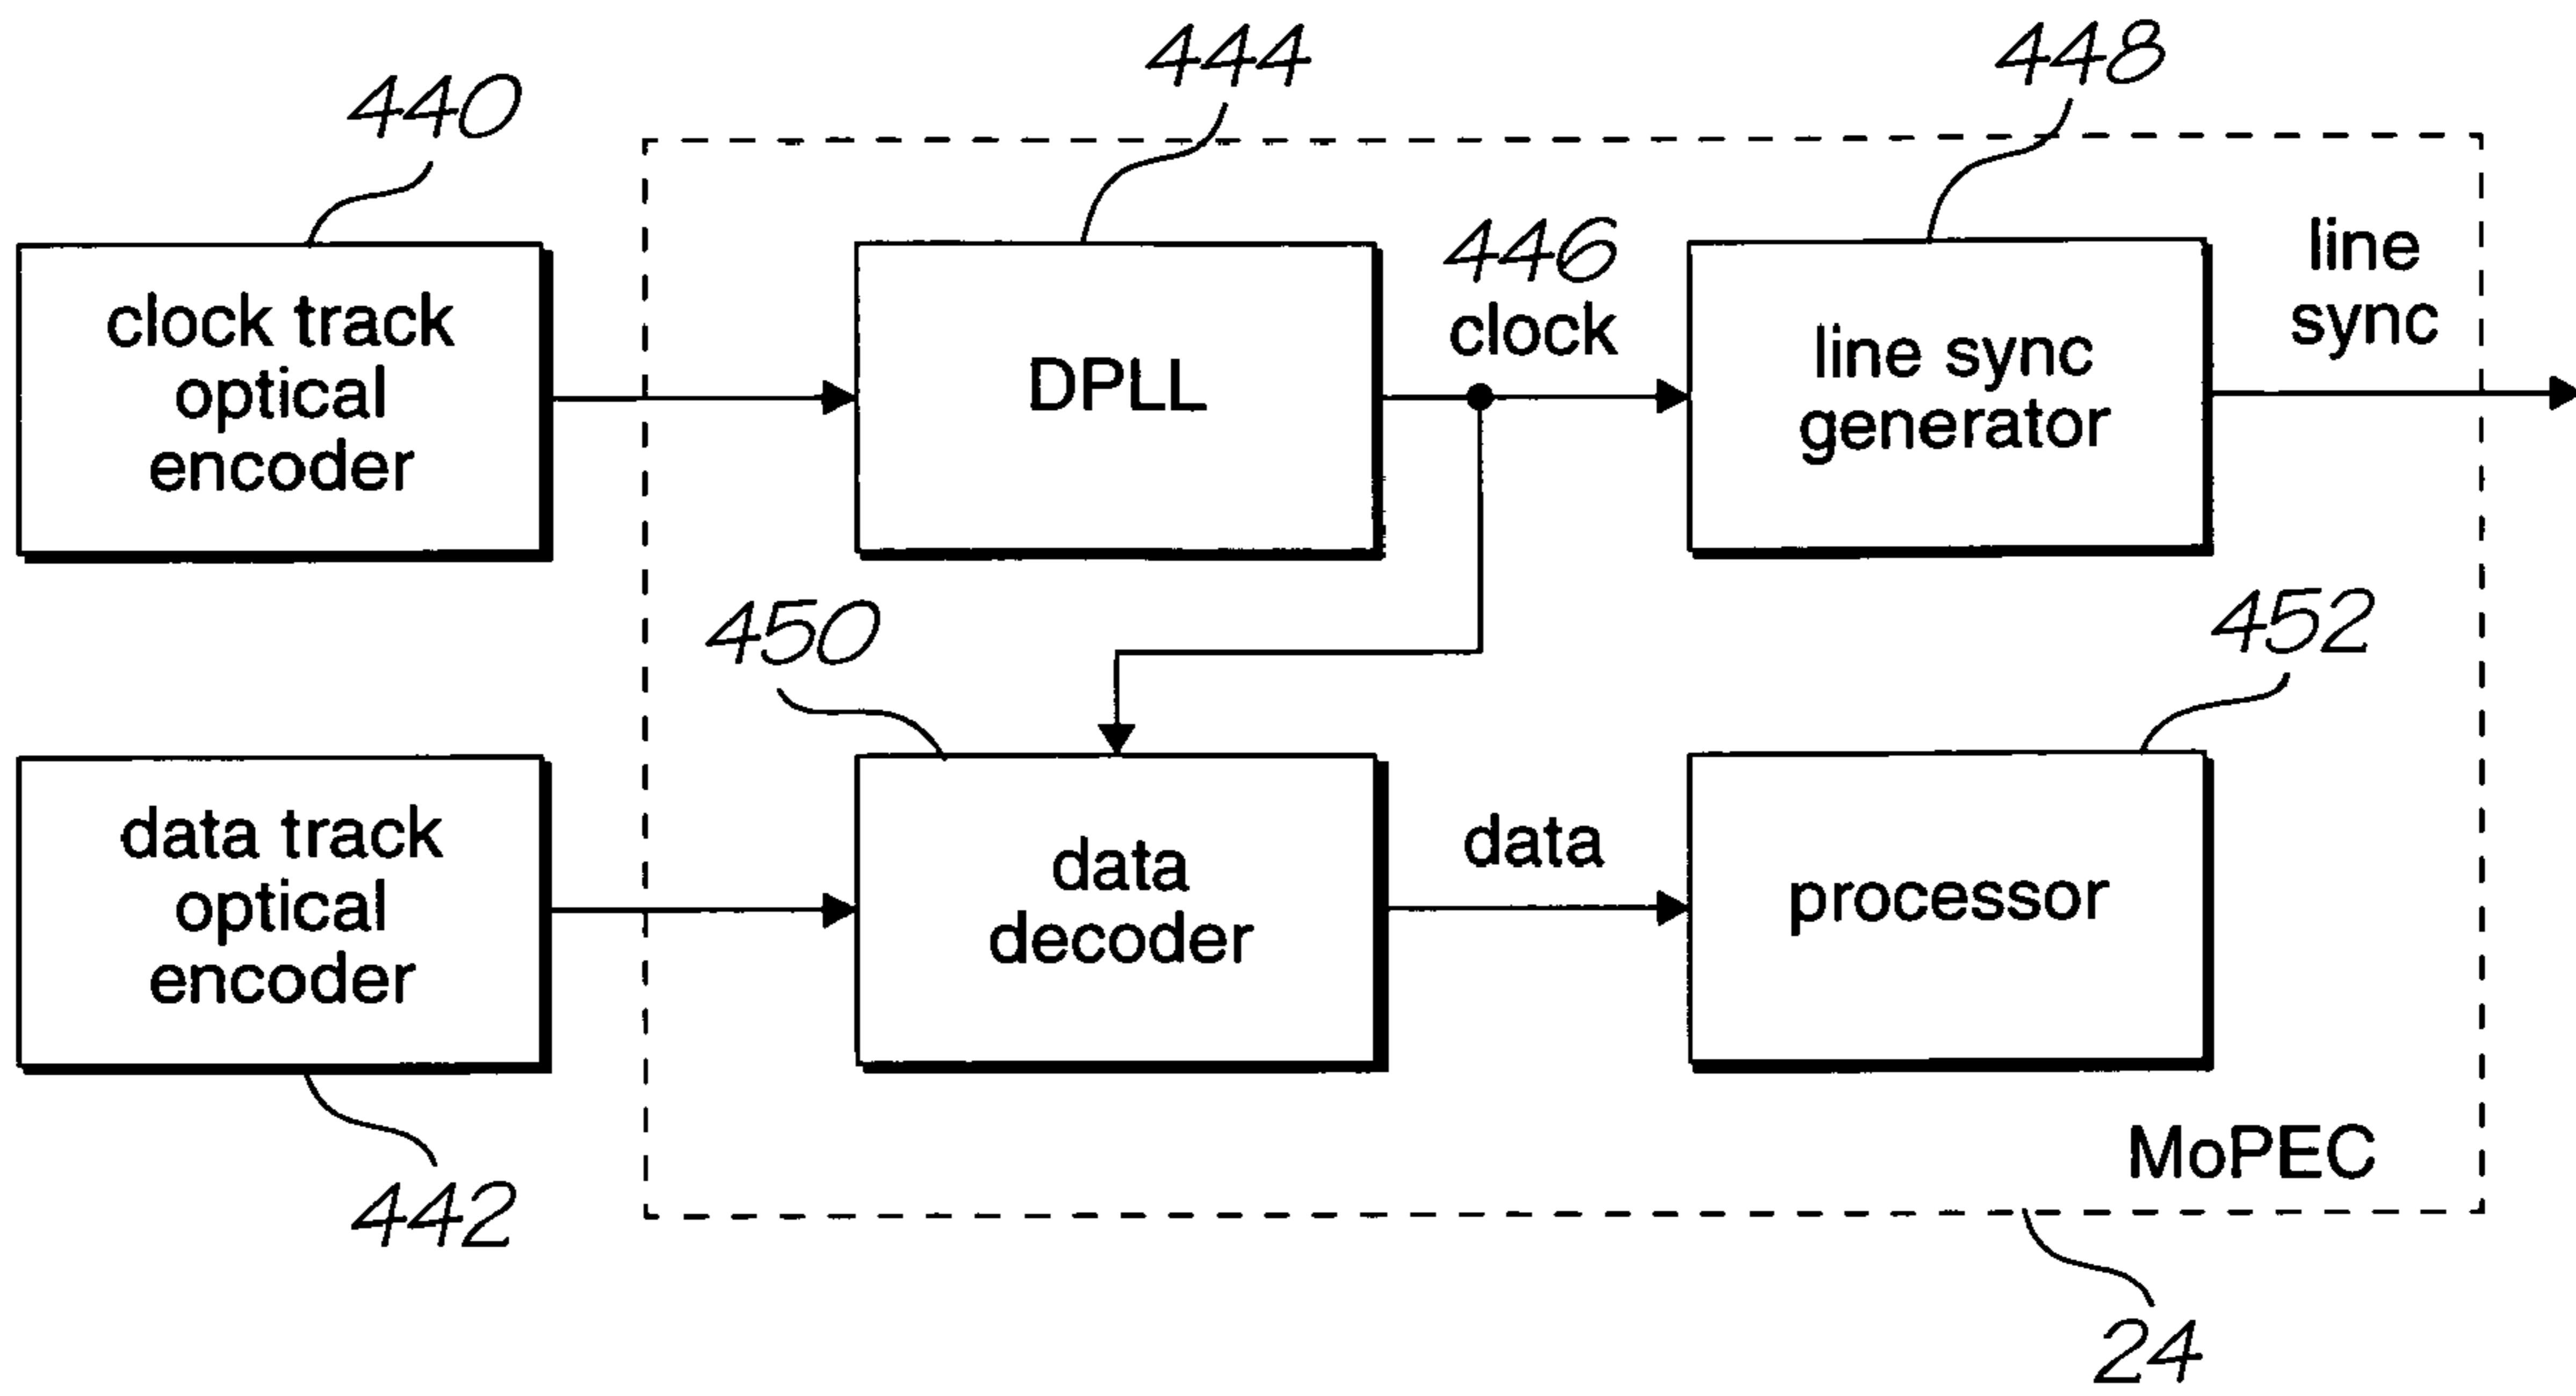 444
448
440
446
clock
line
sync
clock track
optical
encoder
DPLL
line sync
generator
450
452
data track
optical
encoder
data
decoder
data
processor
MoPEC
442
24